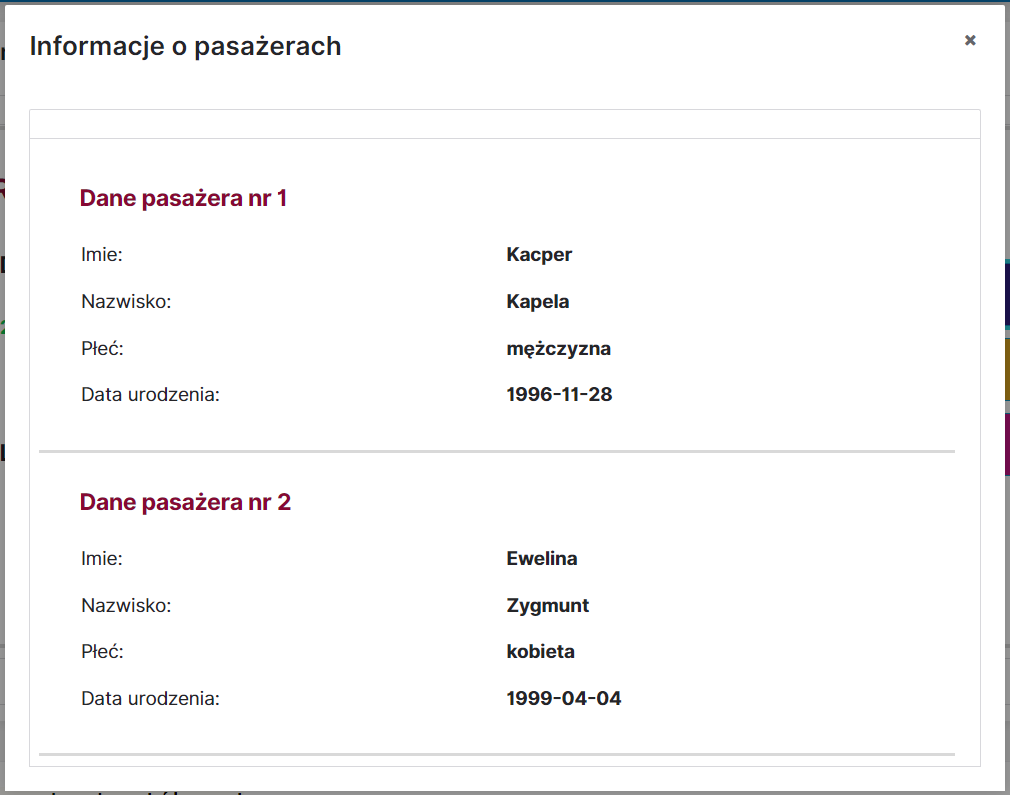 Informacje o pasażerach
×
Dane pasażera nr 1
Imie: Kacper
Nazwisko: Kapela
Płeć: mężczyzna
Data urodzenia: 1996-11-28
Dane pasażera nr 2
Imie: Ewelina
Nazwisko: Zygmunt
Płeć: kobieta
Data urodzenia: 1999-04-04